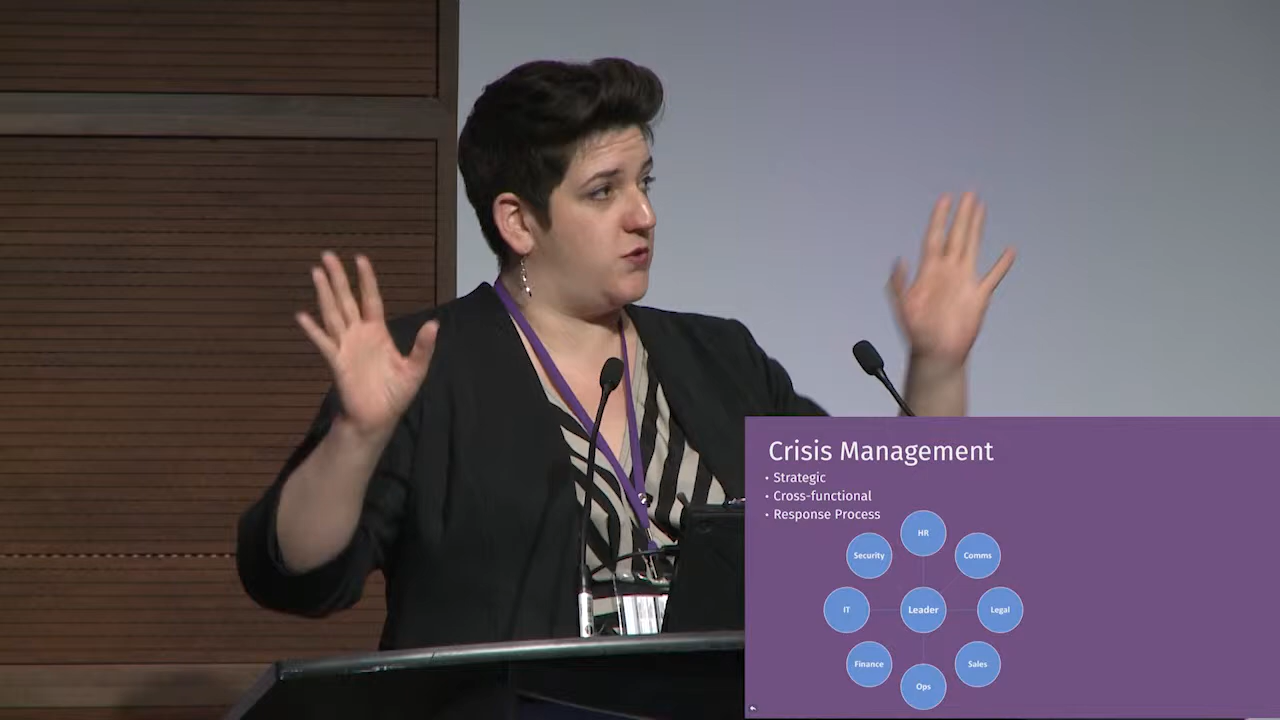 Crisis Management
• Strategic
• Cross-functional
• Response Process
HR
Security
Comms
IT
Leader
Legal
Finance
Sales
Ops